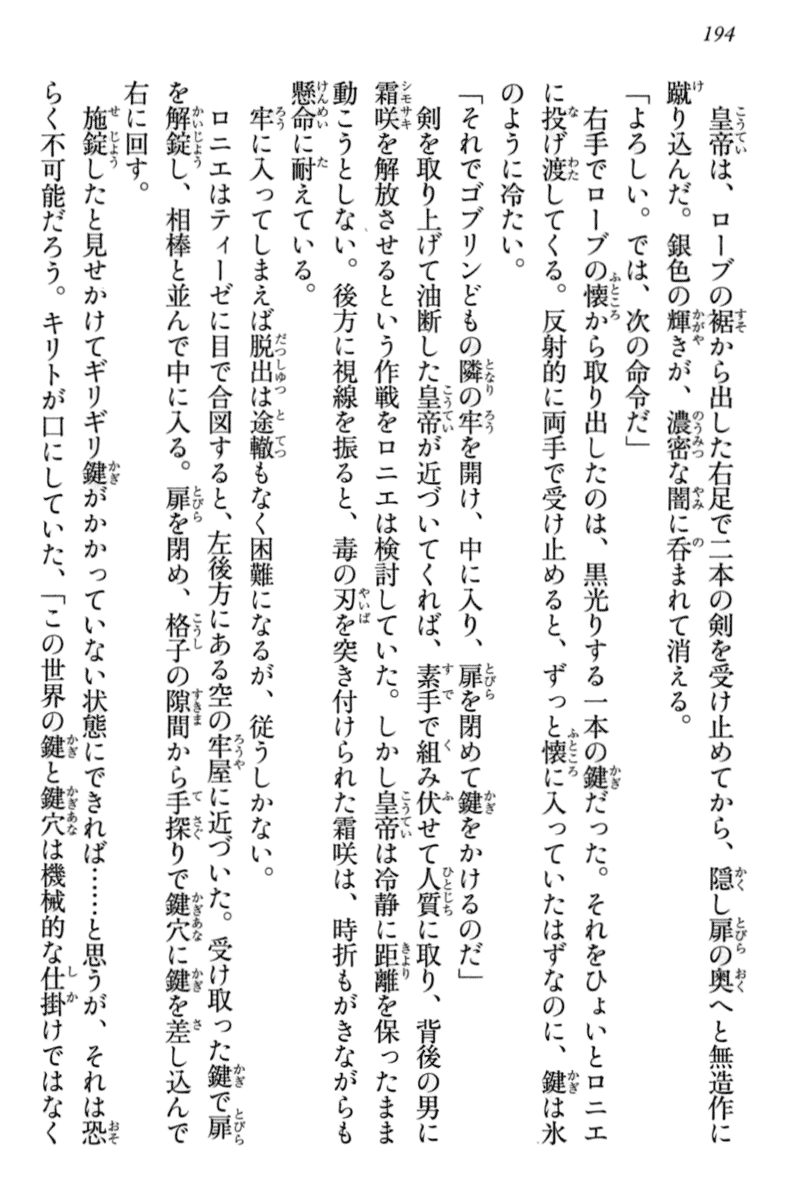 194
皇帝は、ローブの裾から出した右足で二本の剣を受け止めてから、隠し扉の奥へと無造作に
蹴り込んだ。銀色の輝きが、濃密な闇に呑まれて消える。
「よろしい。では、次の命令だ」
右手でローブの懐から取り出したのは、黒光りする一本の鍵だった。それをひょいとロニエ
に投げ渡してくる。反射的に両手で受け止めると、ずっと懐に入っていたはずなのに、鍵は氷
のように冷たい。
「それでゴブリンどもの隣の牢を開け、中に入り、扉を閉めて鍵をかけるのだ」
剣を取り上げて油断した皇帝が近づいてくれば、素手で組み伏せて人質に取り、背後の男に
霜咲を解放させるという作戦をロニエは検討していた。しかし皇帝は冷静に距離を保ったまま
動こうとしない。後方に視線を振ると、毒の刃を突き付けられた霜咲は、時折もがきながらも
懸命に耐えている。
牢に入ってしまえば脱出は途轍もなく困難になるが、従うしかない。
ロニエはティーゼに目で合図すると、左後方にある空の牢屋に近づいた。受け取った鍵で扉
を解錠し、相棒と並んで中に入る。扉を閉め、格子の隙間から手探りで鍵穴に鍵を差し込んで
右に回す。
施錠したと見せかけてギリギリ鍵がかかっていない状態にできれば……と思うが、それは恐
らく不可能だろう。キリトが口にしていた、「この世界の鍵と鍵穴は機械的な仕掛けではなく